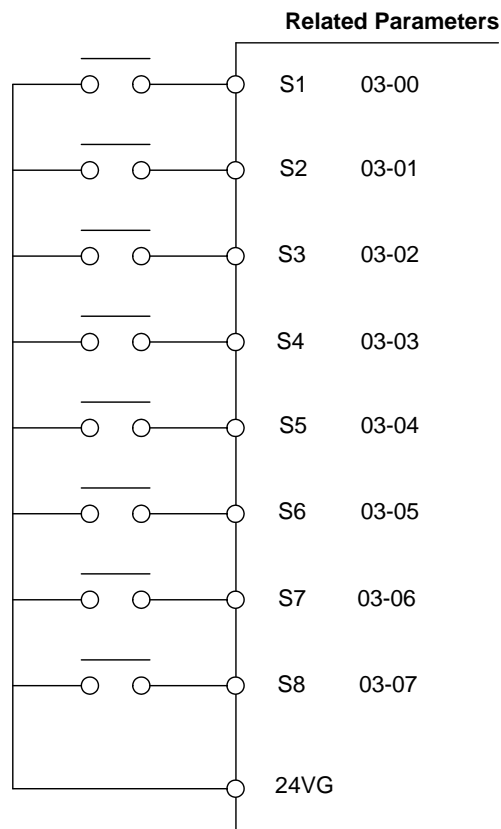 Related Parameters
S1 03-00
S2 03-01
S3 03-02
S4 03-03
S5 03-04
S6 03-05
S7 03-06
S8 03-07
24VG